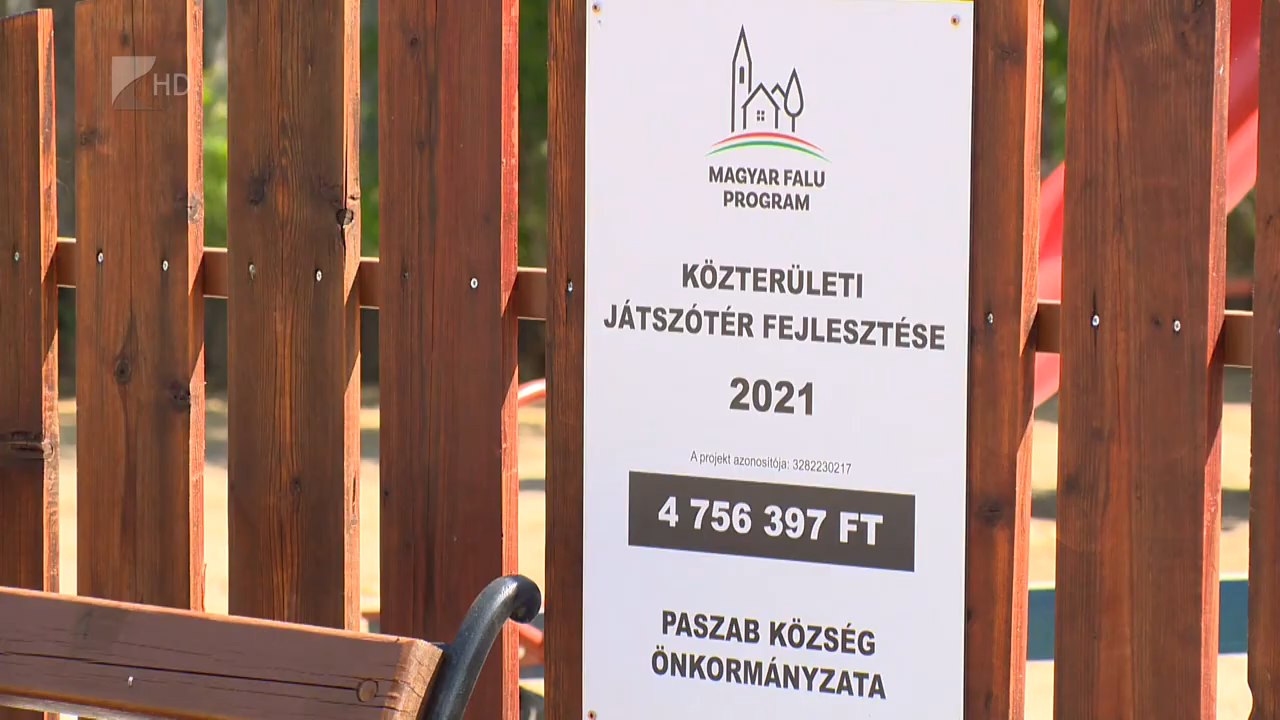 HD
MAGYAR FALU
PROGRAM
KÖZTERÜLETI
JÁTSZÓTÉR FEJLESZTÉSE
2021
A projekt azonosítója: 3282230217
4 756 397 FT
PASZAB KÖZSÉG
ÖNKORMÁNYZATA